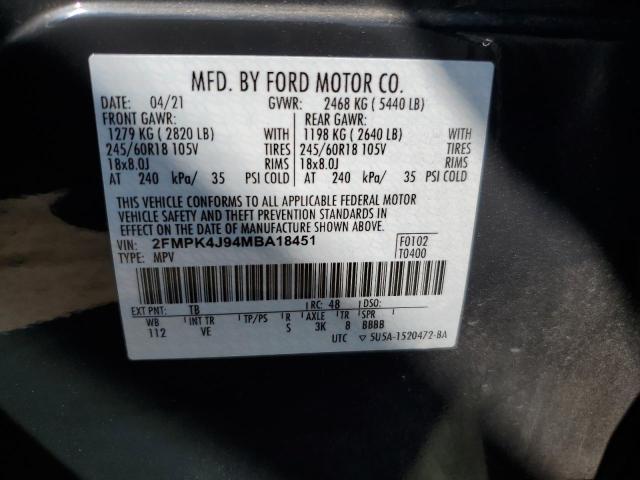 MFD. BY FORD MOTOR CO.
DATE: 04/21 GVWR: 2468 KG ( 5440 LB)
FRONT GAWR: REAR GAWR:
1279 KG ( 2820 LB) WITH 1198 KG ( 2640 LB) WITH
245/60R18 105V TIRES 245/60R18 105V TIRES
18x8.0J RIMS 18x8.0J RIMS
AT 240 kPa/ 35 PSI COLD AT 240 kPa/ 35 PSI COLD
THIS VEHICLE CONFORMS TO ALL APPLICABLE FEDERAL MOTOR
VEHICLE SAFETY AND THEFT PREVENTION STANDARDS IN
EFFECT ON THE DATE OF MANUFACTURE SHOWN ABOVE.
VIN: 2FMPK4J94MBA18451 F0102
TYPE: MPV T0400
EXT PNT: TB RC: 48 DSO:
WB INT TR TP/PS R AXLE TR SPR
112 VE S 3K 8 BBBB
UTC ▽ 5U5A-1520472-BA